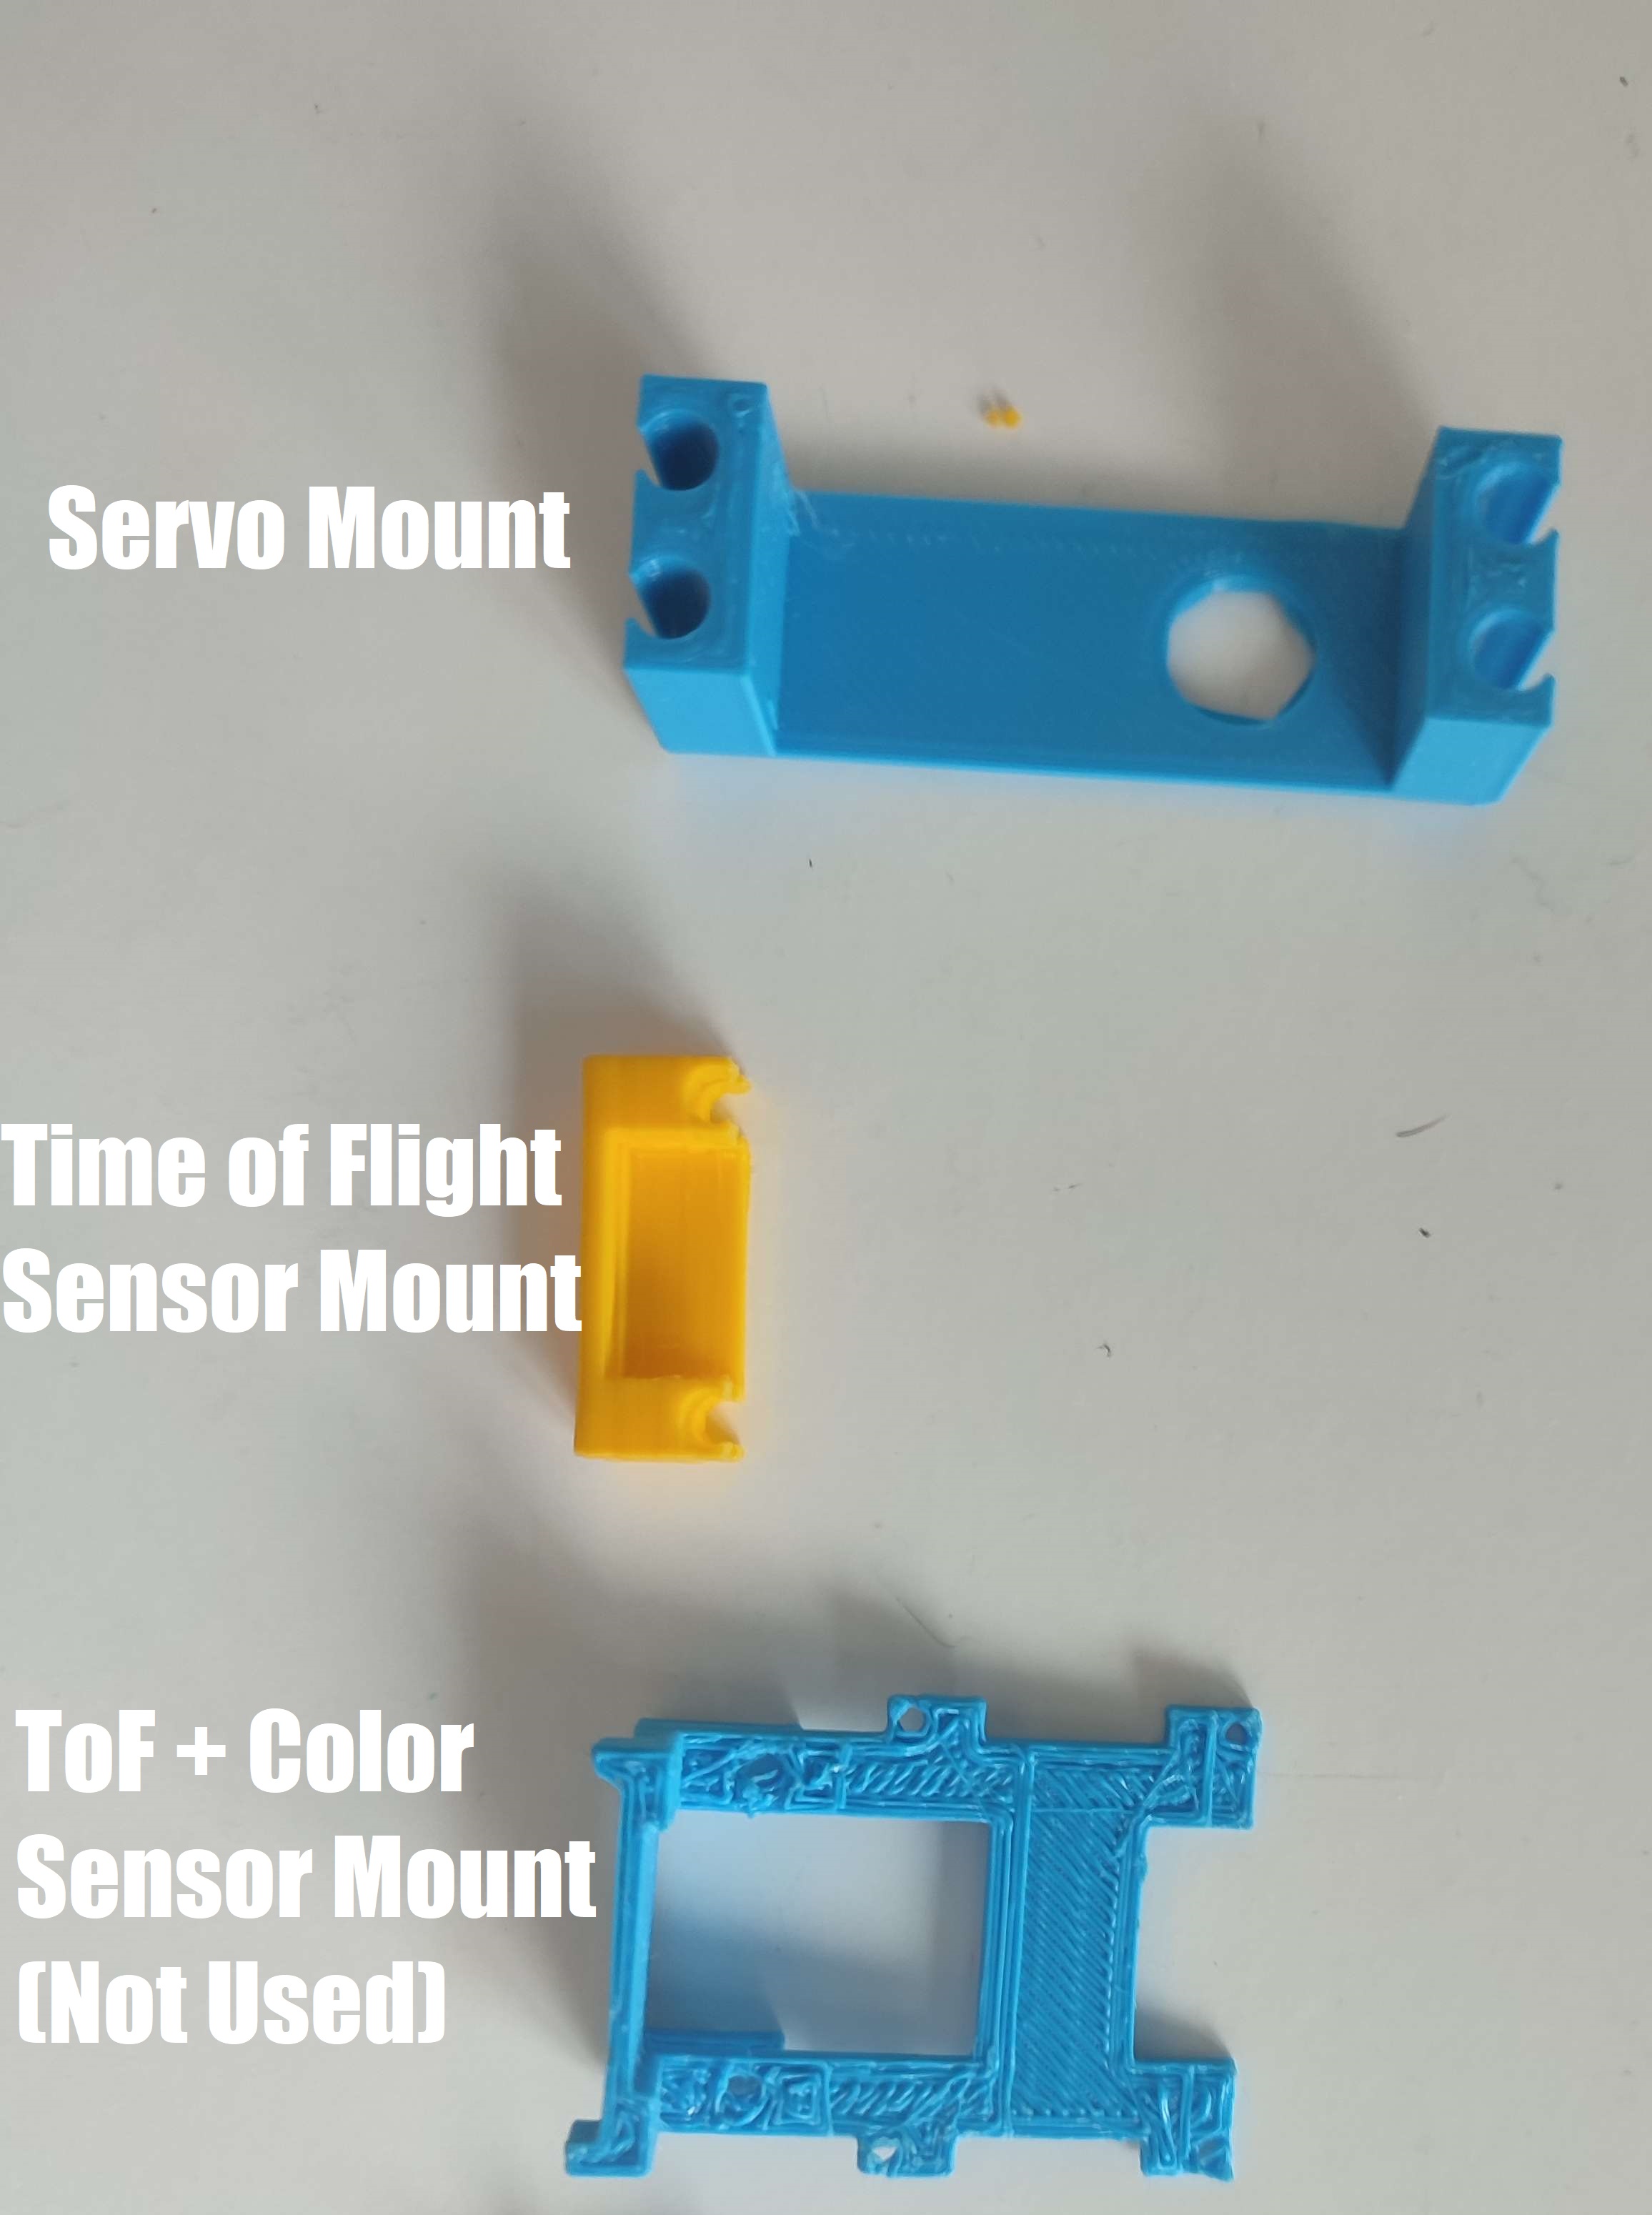 Servo Mount
Time of Flight
Sensor Mount
ToF + Color
Sensor Mount
(Not Used)